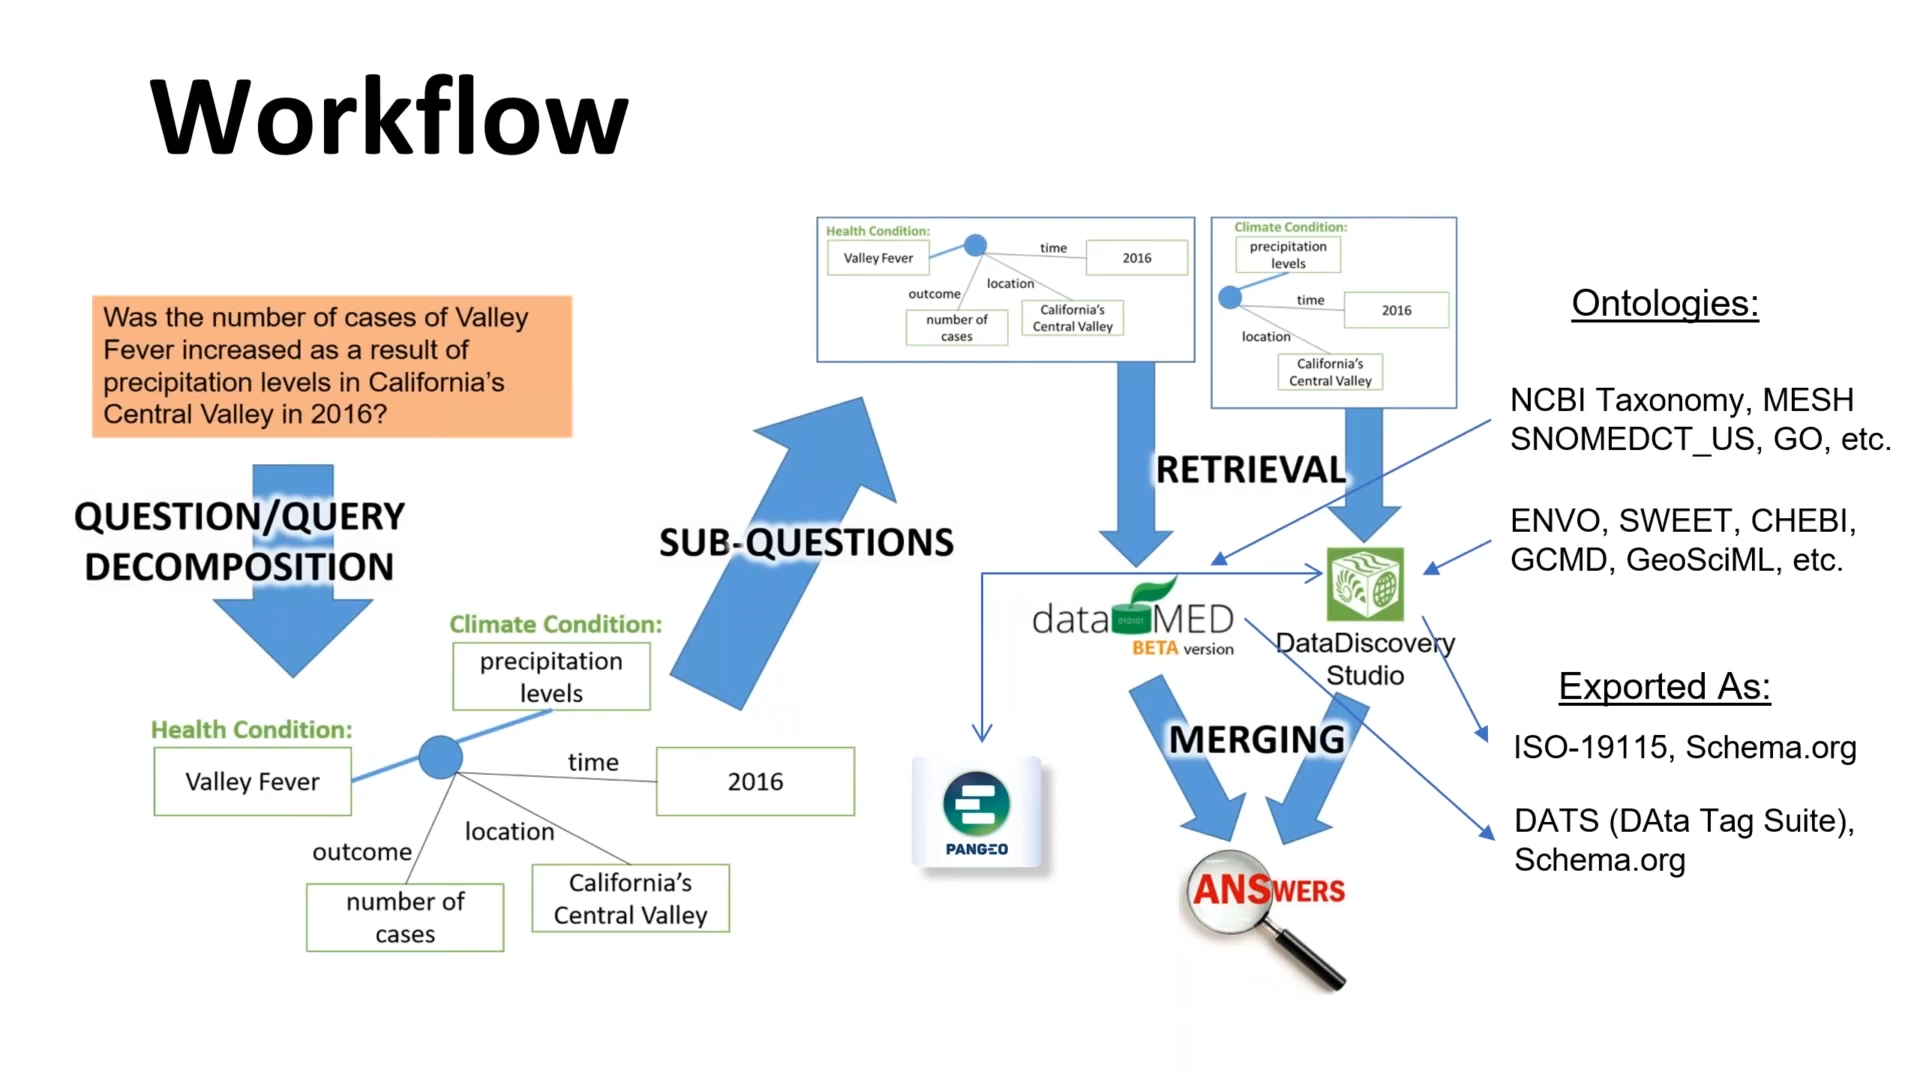 Workflow
Was the number of cases of Valley
Fever increased as a result of
precipitation levels in California's
Central Valley in 2016?
QUESTION/QUERY
DECOMPOSITION
Climate Condition:
precipitation
levels
Health Condition:
Valley Fever
time
2016
location
outcome
number of
cases
California's
Central Valley
SUB-QUESTIONS
Health Condition:
Valley Fever
time
2016
location
outcome
number of
cases
California's
Central Valley
Climate Condition:
precipitation
levels
time
2016
location
California's
Central Valley
RETRIEVAL
data MED
010101
BETA version
DataDiscovery
Studio
PANGEO
MERGING
ANSWERS
Ontologies:
NCBI Taxonomy, MESH
SNOMEDCT_US, GO, etc.
ENVO, SWEET, CHEBI,
GCMD, GeoSciML, etc.
Exported As:
ISO-19115, Schema.org
DATS (DAta Tag Suite),
Schema.org